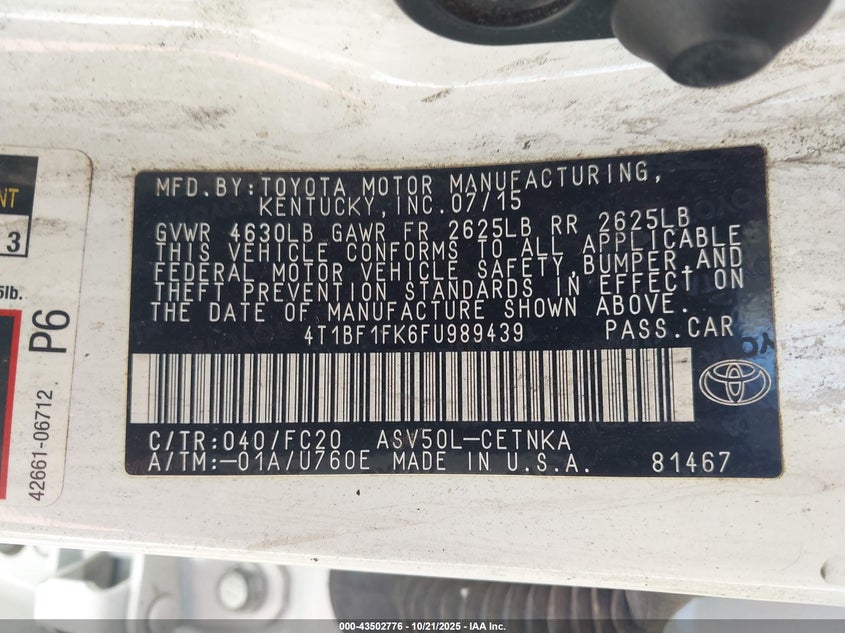 NT
3
5lb.
P6
42661-06712
MFD.BY:TOYOTA MOTOR MANUFACTURING,
KENTUCKY,INC.07/15
GVWR 4630LB GAWR FR 2625LB RR 2625LB
THIS VEHICLE CONFORMS TO ALL APPLICABLE
FEDERAL MOTOR VEHICLE SAFETY,BUMPER,AND
THEFT PREVENTION STANDARDS IN EFFECT ON
THE DATE OF MANUFACTURE SHOWN ABOVE.
4T1BF1FK6FU989439 PASS.CAR
C/TR:040/FC20 ASV50L-CETNKA
A/TM:-01A/U760E MADE IN U.S.A. 81467
000-43502776 - 10/21/2025 - IAA Inc.